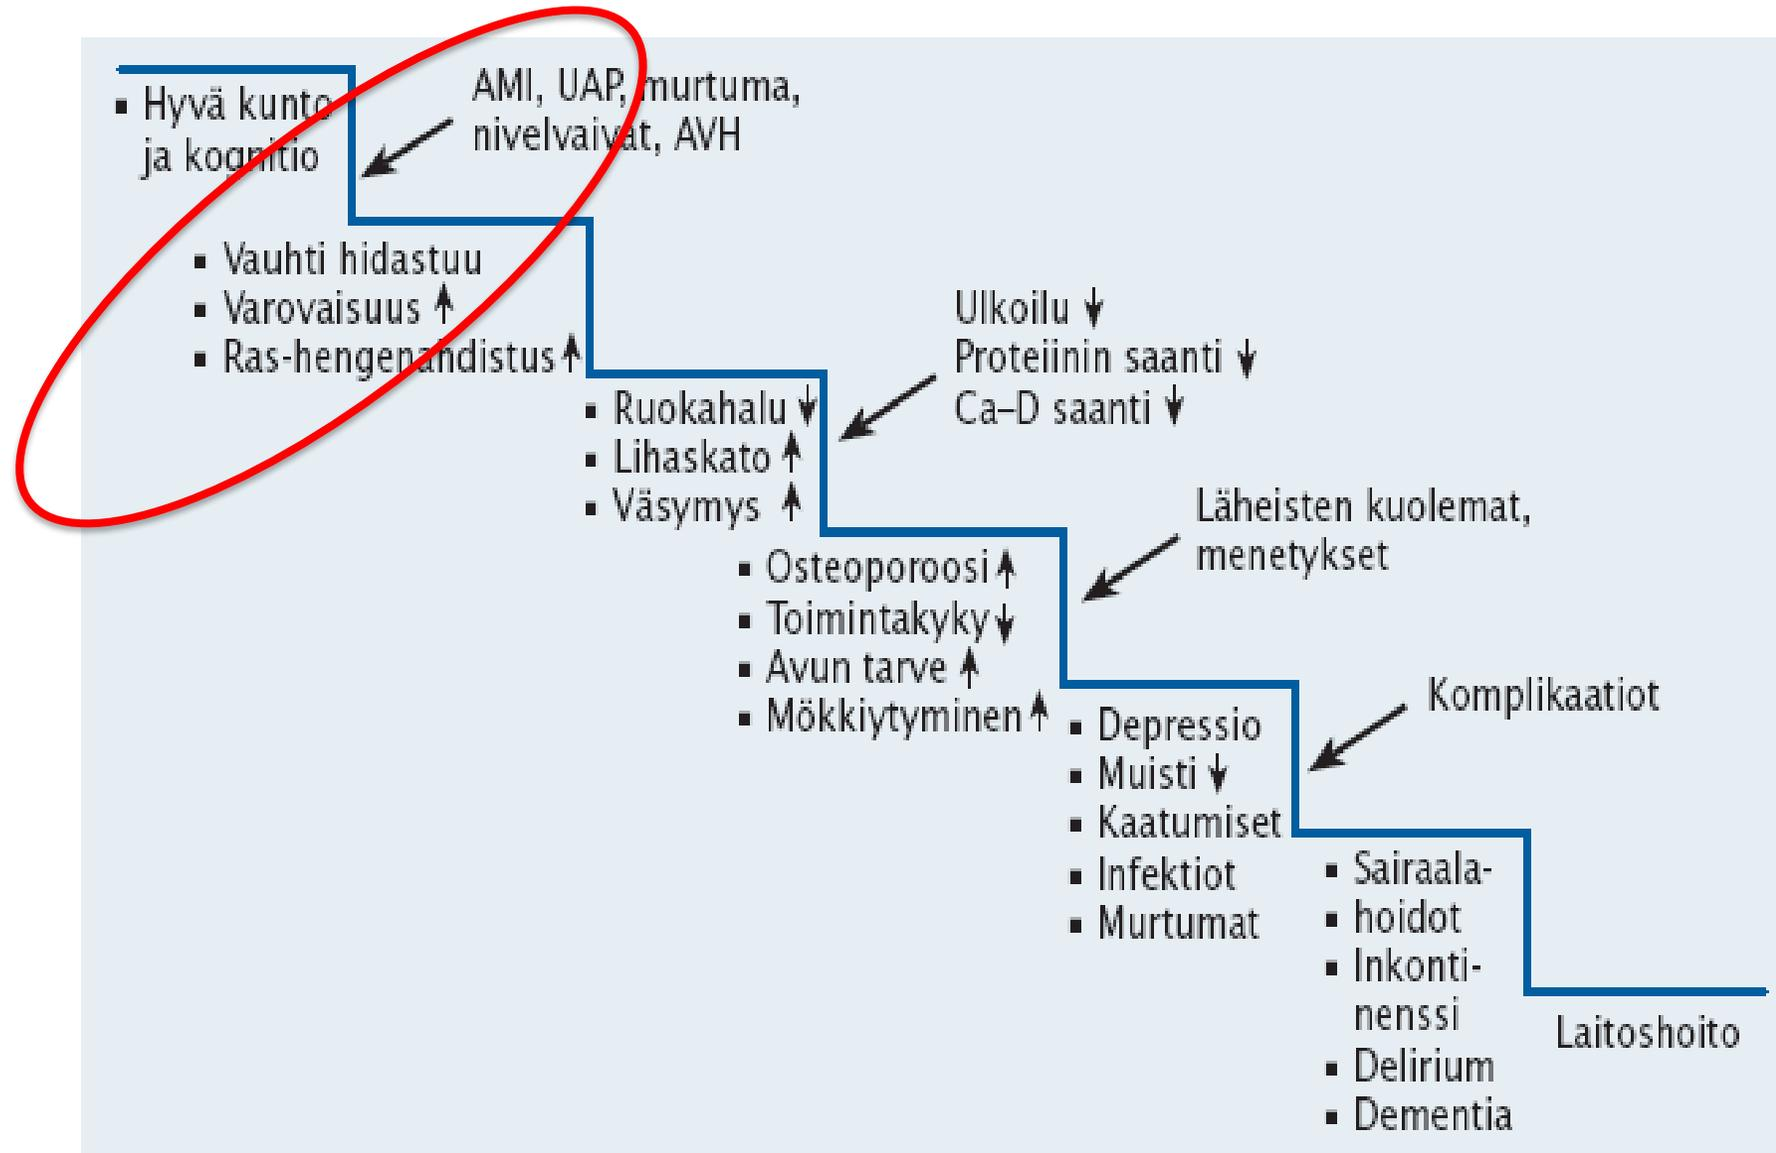 ▪ Hyvä kunto
ja kognitio
AMI, UAP, murtuma,
nivelvaivat, AVH
▪ Vauhti hidastuu
▪ Varovaisuus ↑
▪ Ras-hengenahdistus ↑
Ulkoilu ↓
Proteiinin saanti ↓
Ca–D saanti ↓
▪ Ruokahalu ↓
▪ Lihaskato ↑
▪ Väsymys ↑
Läheisten kuolemat,
menetykset
▪ Osteoporoosi ↑
▪ Toimintakyky ↓
▪ Avun tarve ↑
▪ Mökkiytyminen ↑
Komplikaatiot
▪ Depressio
▪ Muisti ↓
▪ Kaatumiset
▪ Infektiot
▪ Murtumat
▪ Sairaala-
▪ hoidot
▪ Inkonti-
nenssi
▪ Delirium
▪ Dementia
Laitoshoito